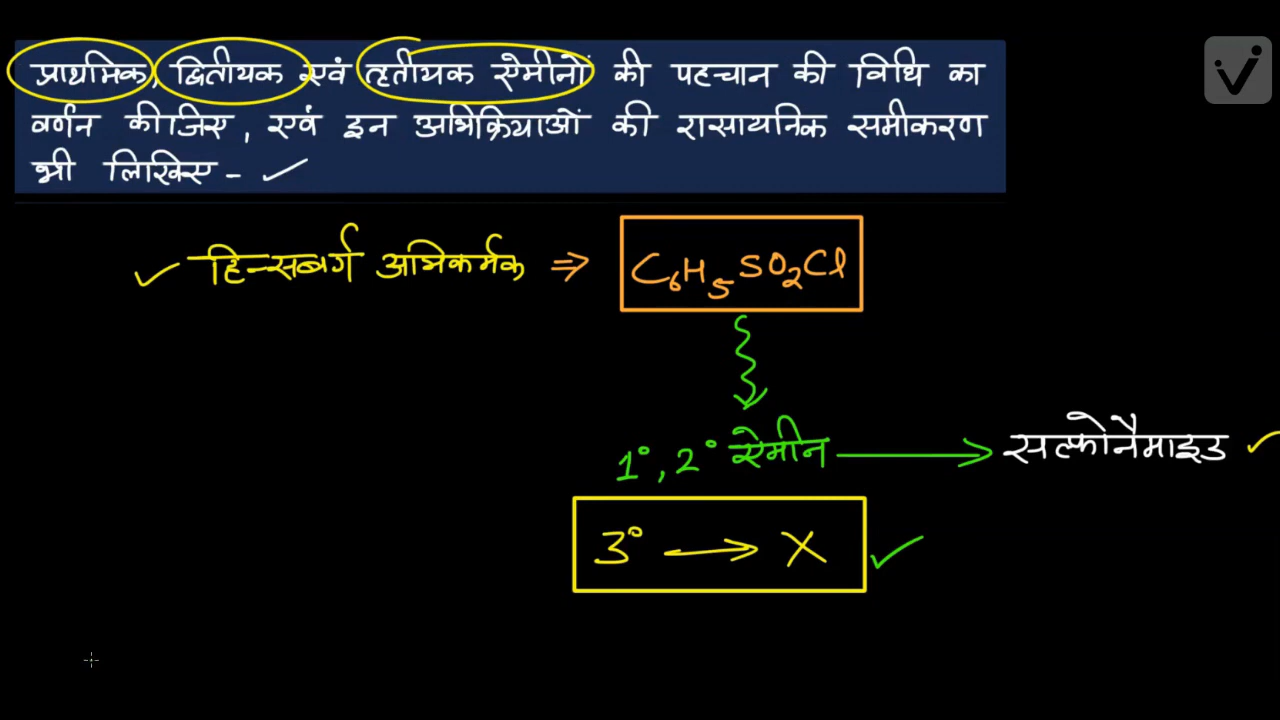 प्राथमिक, द्वितीयक एवं तृतीयक ऐमीनों की पहचान की विधि का
वर्णन कीजिए, एवं इन अभिक्रियाओं की रासायनिक समीकरण
भी लिखिए -
हिन्सबर्ग अभिकर्मक ⇒ C₆H₅SO₂Cl
1°, 2° ऐमीन ⟶ सल्फोनैमाइड
3° ⟶ X